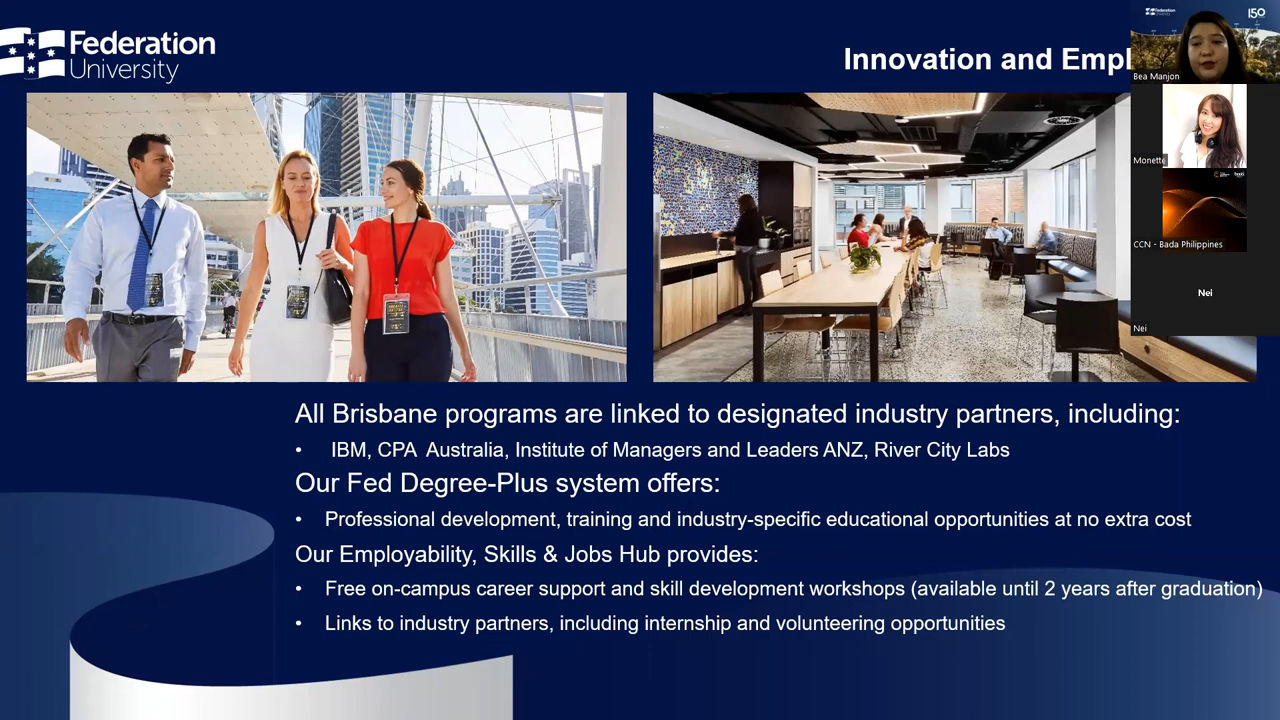 Federation
University
Innovation and Empl
All Brisbane programs are linked to designated industry partners, including:
• IBM, CPA Australia, Institute of Managers and Leaders ANZ, River City Labs
Our Fed Degree-Plus system offers:
• Professional development, training and industry-specific educational opportunities at no extra cost
Our Employability, Skills & Jobs Hub provides:
• Free on-campus career support and skill development workshops (available until 2 years after graduation)
• Links to industry partners, including internship and volunteering opportunities
Federation
University
150
Bea Manjon
Monette
CCN - Bada Philippines
Nei
Nei